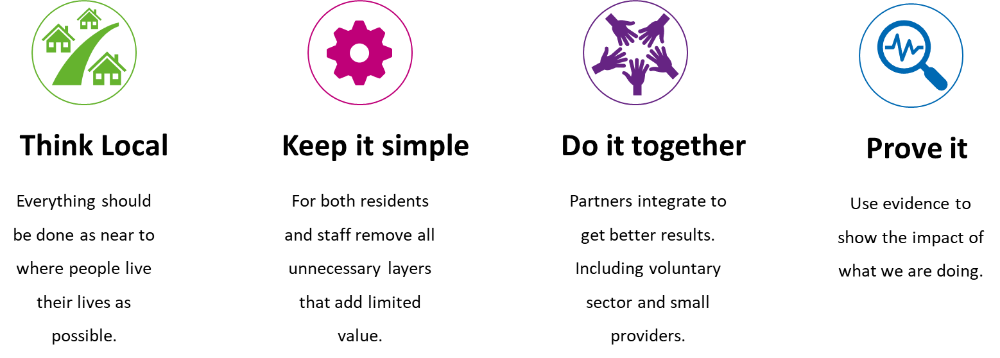 Think Local
Everything should
be done as near to
where people live
their lives as
possible.
Keep it simple
For both residents
and staff remove all
unnecessary layers
that add limited
value.
Do it together
Partners integrate to
get better results.
Including voluntary
sector and small
providers.
Prove it
Use evidence to
show the impact of
what we are doing.